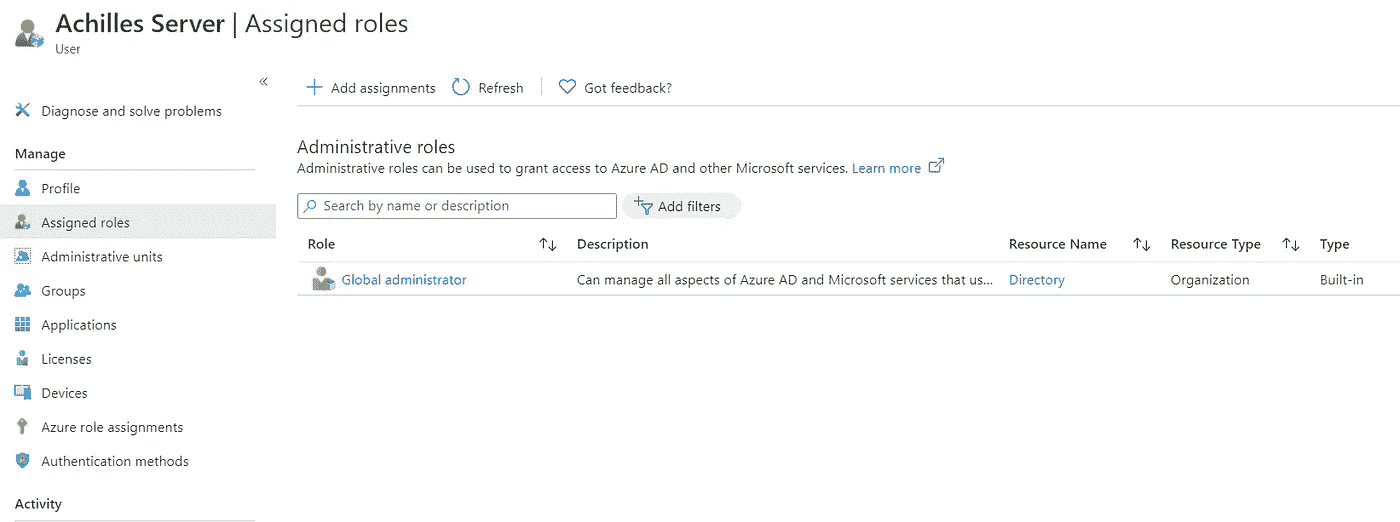 Achilles Server | Assigned roles
User
«
Diagnose and solve problems
Manage
Profile
Assigned roles
Administrative units
Groups
Applications
Licenses
Devices
Azure role assignments
Authentication methods
Activity
Add assignments Refresh Got feedback?
Administrative roles
Administrative roles can be used to grant access to Azure AD and other Microsoft services. Learn more
Search by name or description Add filters
Role Description Resource Name Resource Type Type
Global administrator Can manage all aspects of Azure AD and Microsoft services that us... Directory Organization Built-in